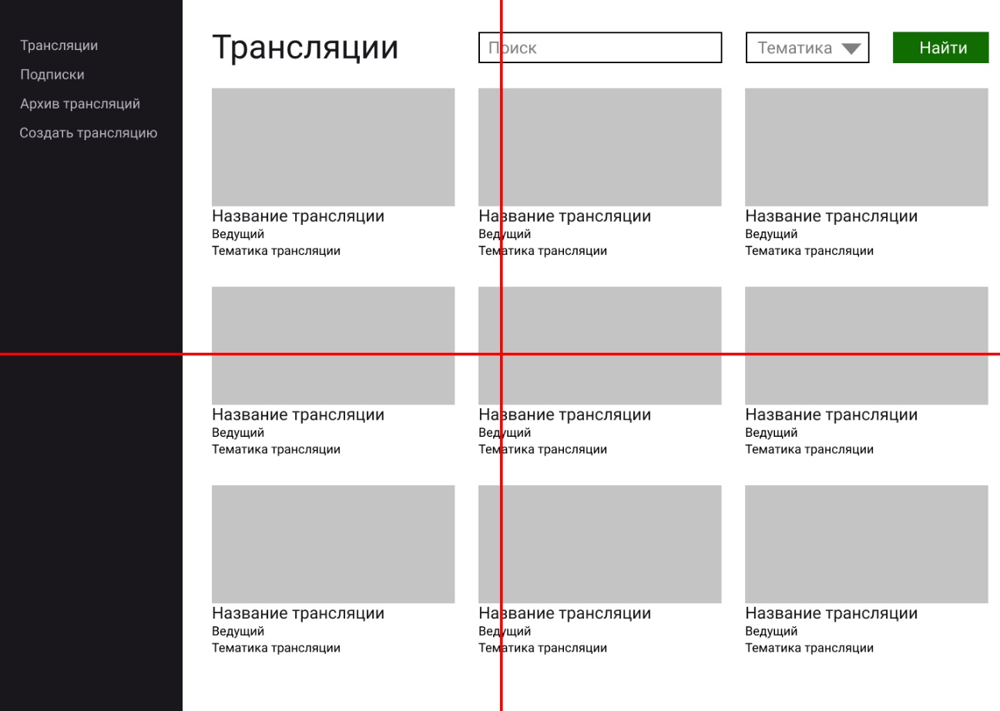 Трансляции
Подписки
Архив трансляций
Создать трансляцию
Трансляции
Поиск
Тематика
Найти
Название трансляции
Ведущий
Тематика трансляции
Название трансляции
Ведущий
Тематика трансляции
Название трансляции
Ведущий
Тематика трансляции
Название трансляции
Ведущий
Тематика трансляции
Название трансляции
Ведущий
Тематика трансляции
Название трансляции
Ведущий
Тематика трансляции
Название трансляции
Ведущий
Тематика трансляции
Название трансляции
Ведущий
Тематика трансляции
Название трансляции
Ведущий
Тематика трансляции